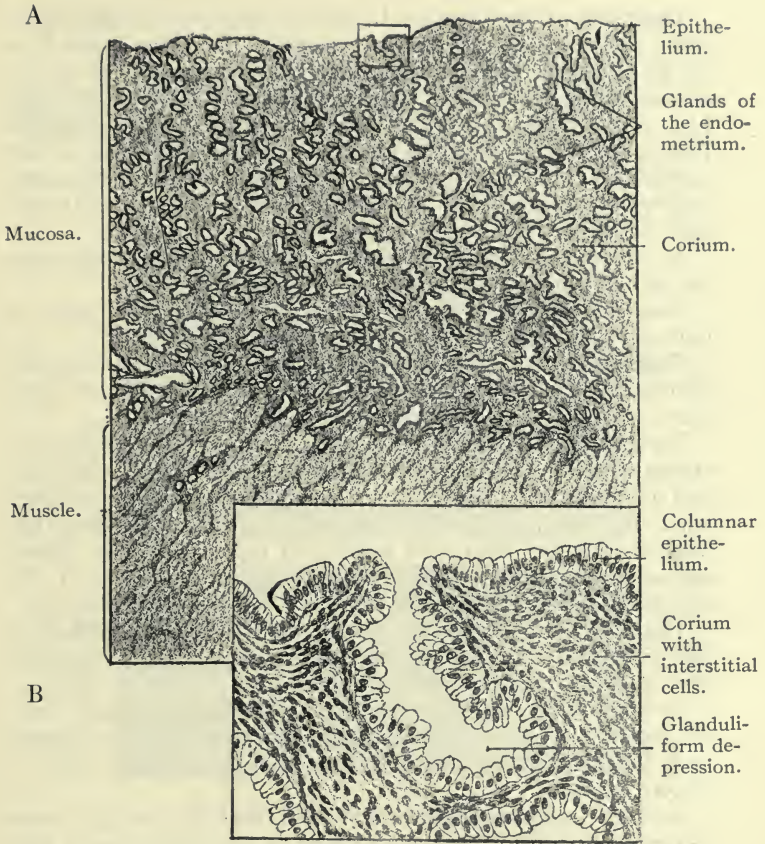 A
Epithe-
lium.
Glands of
the endo-
metrium.
Mucosa.
Corium.
Muscle.
Columnar
epithe-
lium.
Corium
with
interstitial
cells.
B
Glanduli-
form de-
pression.